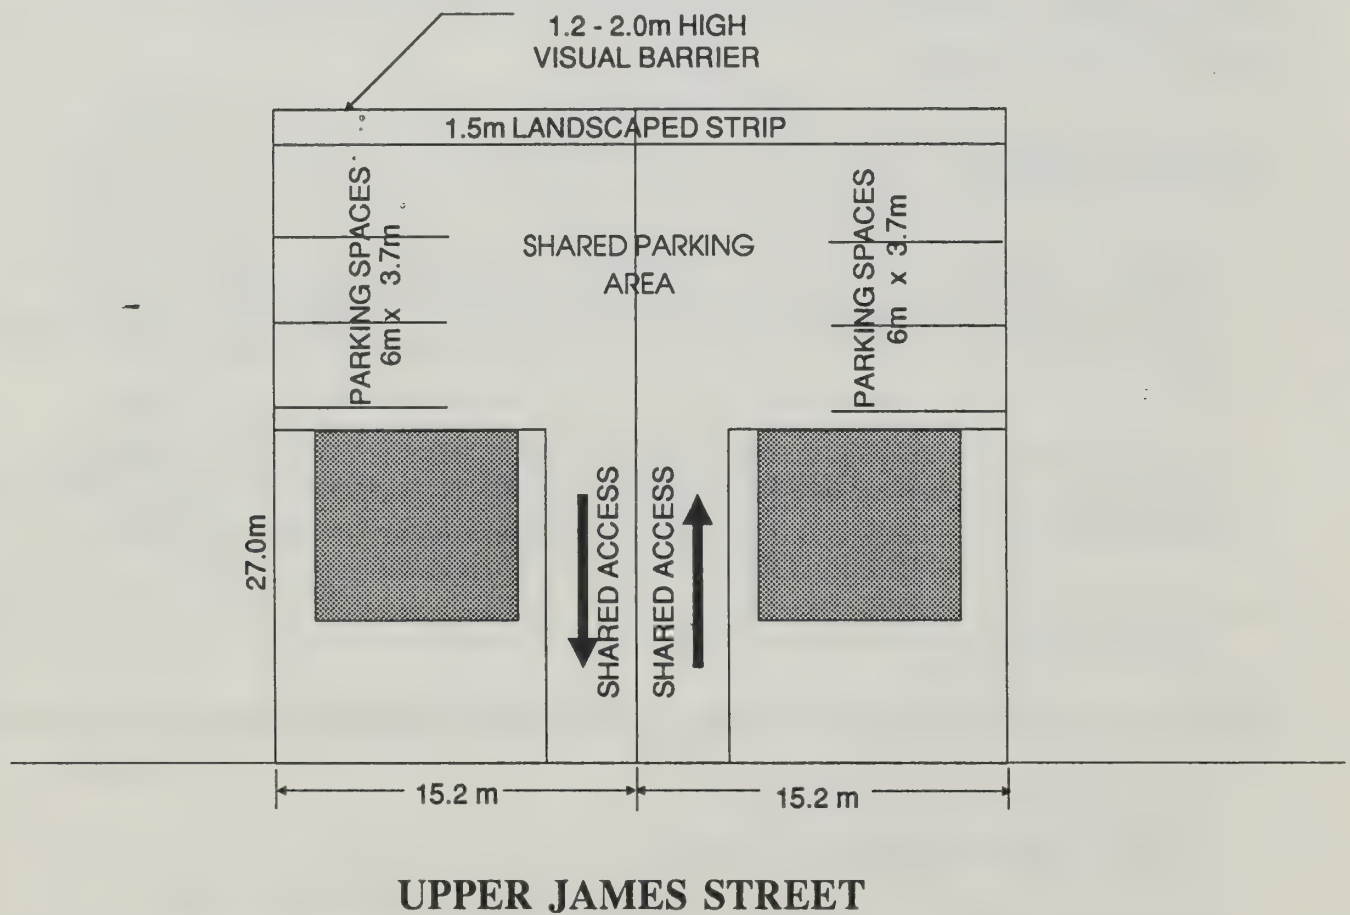 1.2 - 2.0m HIGH
VISUAL BARRIER
1.5m LANDSCAPED STRIP
PARKING SPACES
6m x 3.7m
SHARED PARKING
AREA
PARKING SPACES
6m x 3.7m
27.0m
SHARED ACCESS
SHARED ACCESS
15.2 m
15.2 m
UPPER JAMES STREET